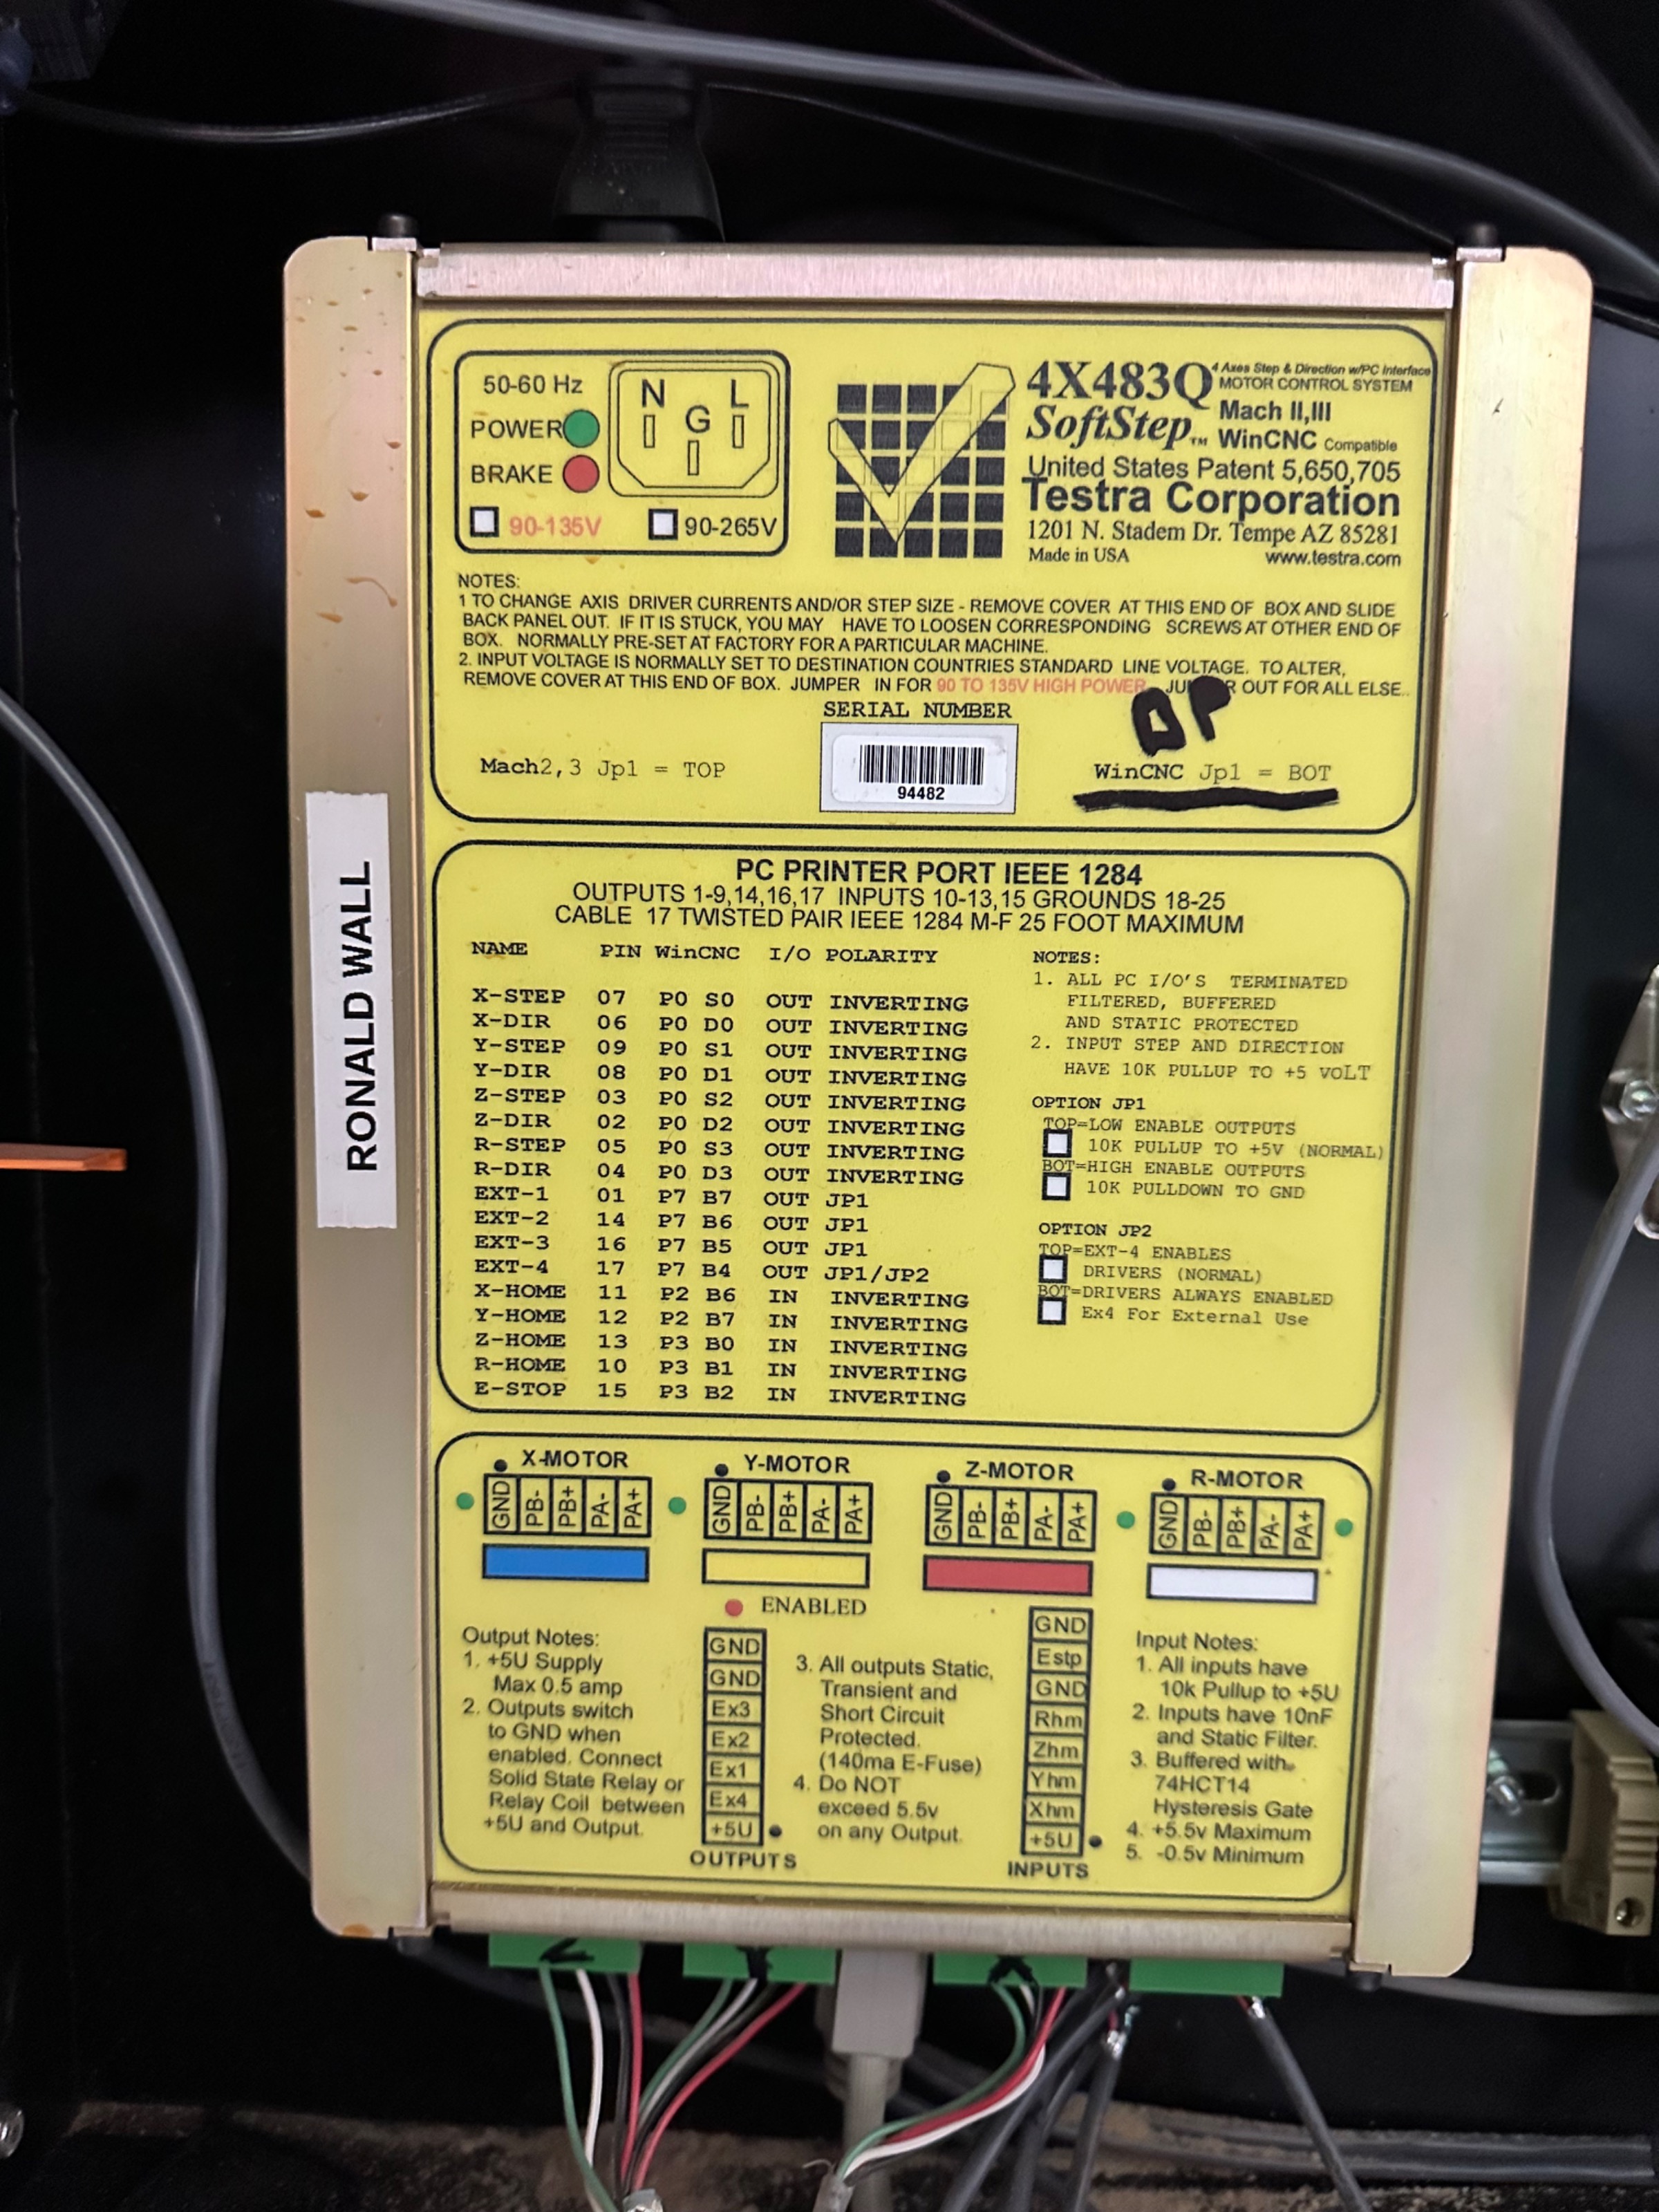 50-60 Hz
POWER
BRAKE
N G L
90-135V 90-265V
4X483Q 4 Axes Step & Direction w/PC Interface
MOTOR CONTROL SYSTEM
SoftStep™ Mach II,III
WinCNC Compatible
United States Patent 5,650,705
Testra Corporation
1201 N. Stadem Dr. Tempe AZ 85281
Made in USA www.testra.com
NOTES:
1 TO CHANGE AXIS DRIVER CURRENTS AND/OR STEP SIZE - REMOVE COVER AT THIS END OF BOX AND SLIDE
BACK PANEL OUT. IF IT IS STUCK, YOU MAY HAVE TO LOOSEN CORRESPONDING SCREWS AT OTHER END OF
BOX. NORMALLY PRE-SET AT FACTORY FOR A PARTICULAR MACHINE.
2. INPUT VOLTAGE IS NORMALLY SET TO DESTINATION COUNTRIES STANDARD LINE VOLTAGE. TO ALTER,
REMOVE COVER AT THIS END OF BOX. JUMPER IN FOR 90 TO 135V HIGH POWER OUT FOR ALL ELSE.
SERIAL NUMBER
94482
Mach2,3 Jp1 = TOP
WinCNC Jp1 = BOT
RONALD WALL
PC PRINTER PORT IEEE 1284
OUTPUTS 1-9,14,16,17 INPUTS 10-13,15 GROUNDS 18-25
CABLE 17 TWISTED PAIR IEEE 1284 M-F 25 FOOT MAXIMUM
NAME PIN WinCNC I/O POLARITY
X-STEP 07 P0 S0 OUT INVERTING
X-DIR 06 P0 D0 OUT INVERTING
Y-STEP 09 P0 S1 OUT INVERTING
Y-DIR 08 P0 D1 OUT INVERTING
Z-STEP 03 P0 S2 OUT INVERTING
Z-DIR 02 P0 D2 OUT INVERTING
R-STEP 05 P0 S3 OUT INVERTING
R-DIR 04 P0 D3 OUT INVERTING
EXT-1 01 P7 B7 OUT JP1
EXT-2 14 P7 B6 OUT JP1
EXT-3 16 P7 B5 OUT JP1
EXT-4 17 P7 B4 OUT JP1/JP2
X-HOME 11 P2 B6 IN INVERTING
Y-HOME 12 P2 B7 IN INVERTING
Z-HOME 13 P3 B0 IN INVERTING
R-HOME 10 P3 B1 IN INVERTING
E-STOP 15 P3 B2 IN INVERTING
NOTES:
1. ALL PC I/O'S TERMINATED
FILTERED, BUFFERED
AND STATIC PROTECTED
2. INPUT STEP AND DIRECTION
HAVE 10K PULLUP TO +5 VOLT
OPTION JP1
TOP=LOW ENABLE OUTPUTS
10K PULLUP TO +5V (NORMAL)
BOT=HIGH ENABLE OUTPUTS
10K PULLDOWN TO GND
OPTION JP2
TOP=EXT-4 ENABLES
DRIVERS (NORMAL)
BOT=DRIVERS ALWAYS ENABLED
Ex4 For External Use
X-MOTOR
GND PB- PB+ PA- PA+
Y-MOTOR
GND PB- PB+ PA- PA+
Z-MOTOR
GND PB- PB+ PA- PA+
R-MOTOR
GND PB- PB+ PA- PA+
ENABLED
Output Notes:
1. +5U Supply
Max 0.5 amp
2. Outputs switch
to GND when
enabled. Connect
Solid State Relay or
Relay Coil between
+5U and Output.
GND
GND
Ex3
Ex2
Ex1
Ex4
+5U
OUTPUTS
3. All outputs Static,
Transient and
Short Circuit
Protected.
(140ma E-Fuse)
4. Do NOT
exceed 5.5v
on any Output.
GND
Estp
GND
Rhm
Zhm
Yhm
Xhm
+5U
INPUTS
Input Notes:
1. All inputs have
10k Pullup to +5U
2. Inputs have 10nF
and Static Filter.
3. Buffered with
74HCT14
Hysteresis Gate
4. +5.5v Maximum
5. -0.5v Minimum